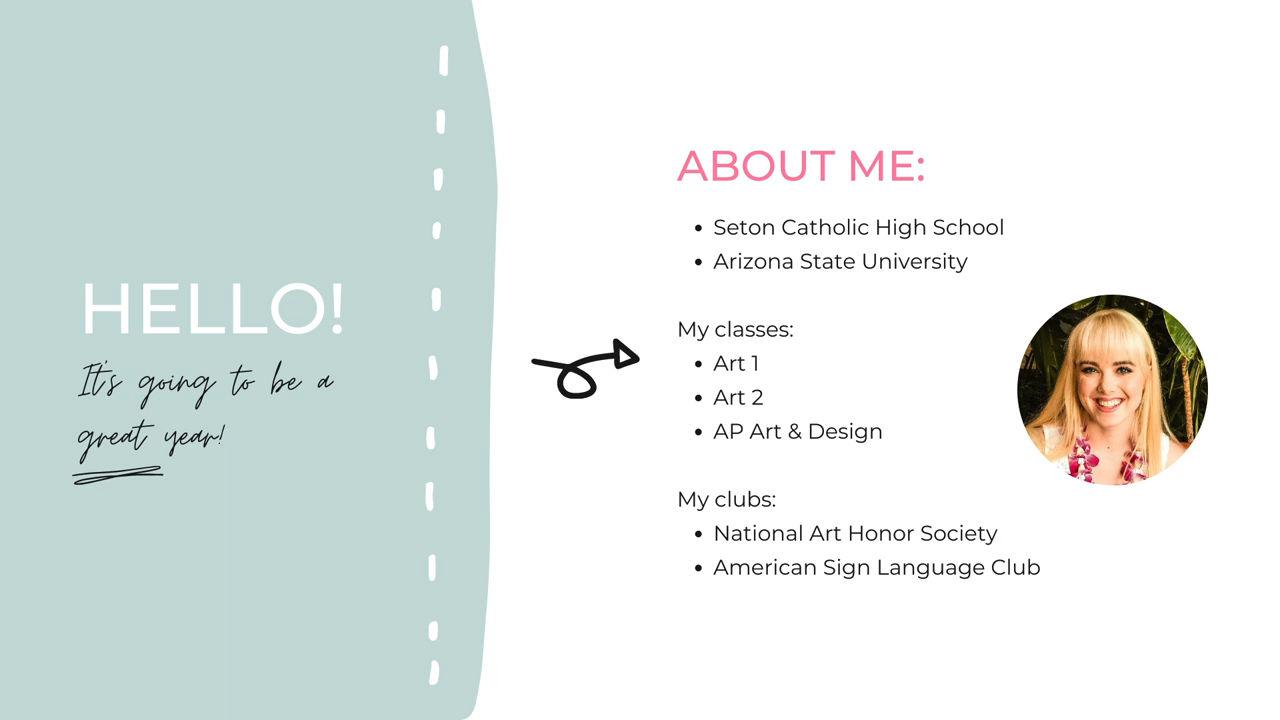 HELLO!
It's going to be a
great year!
ABOUT ME:
• Seton Catholic High School
• Arizona State University
My classes:
• Art 1
• Art 2
• AP Art & Design
My clubs:
• National Art Honor Society
• American Sign Language Club